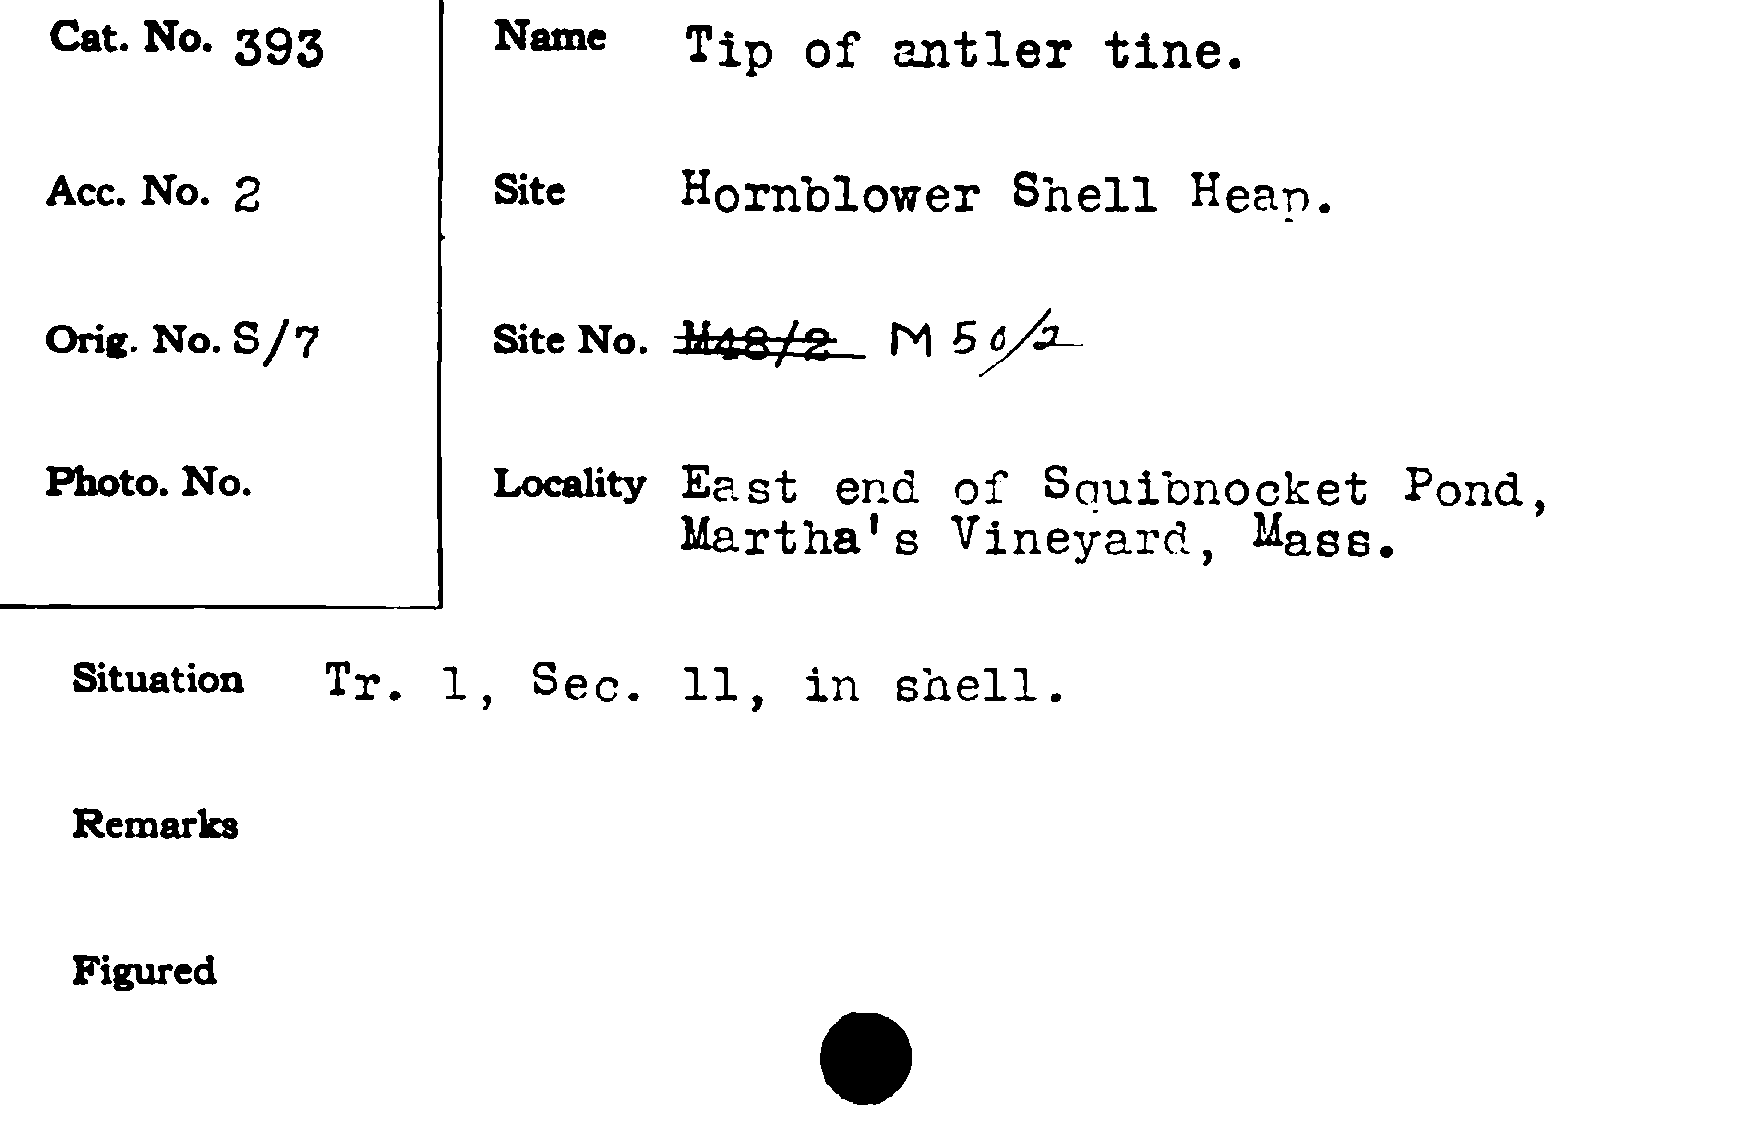 Cat. No. 393
Name Tip of antler tine.
Acc. No. 2
Site Hornblower Shell Heap.
Orig. No. S/7
Site No. M48/2 M 50/2
Photo. No.
Locality East end of Squibnocket Pond,
Martha's Vineyard, Mass.
Situation Tr. 1, Sec. 11, in shell.
Remarks
Figured